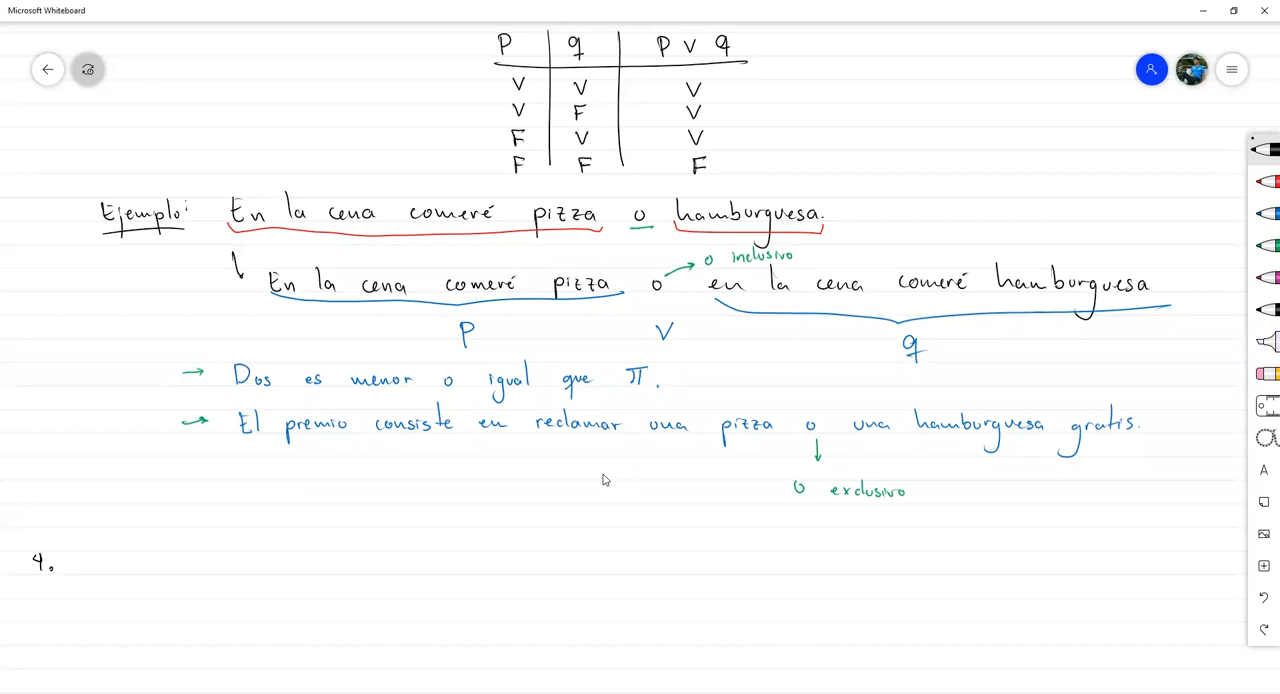 Microsoft Whiteboard
P q P v q
V V V
V F V
F V V
F F F
Ejemplo: En la cena comeré pizza o hamburguesa.
o inclusivo
En la cena comeré pizza o en la cena comeré hamburguesa
P V q
→ Dos es menor o igual que π.
→ El premio consiste en reclamar una pizza o una hamburguesa gratis.
o exclusivo
4.
A